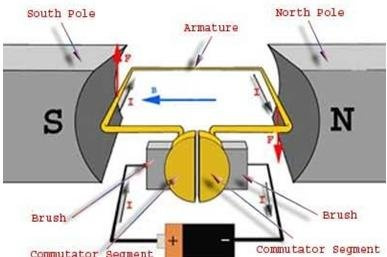 South Pole
North Pole
Armature
F
I
B
I
S
N
F
Brush
I
I
Brush
+
-
Commutator Segment
Commutator Segment